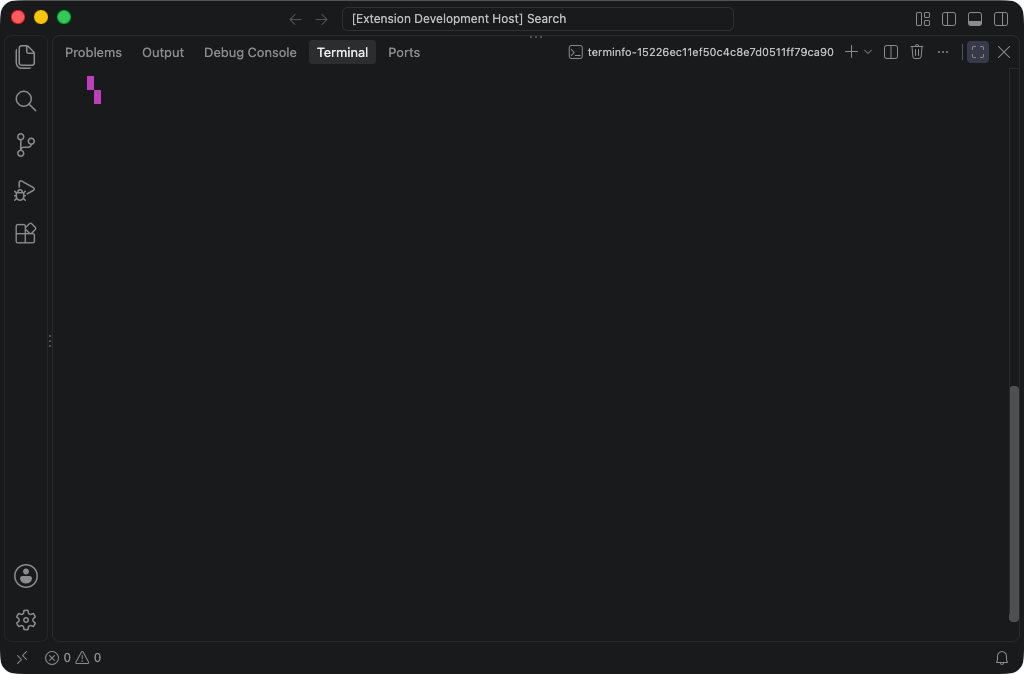 [Extension Development Host] Search
Problems Output Debug Console Terminal Ports terminfo-15226ec11ef50c4c8e7d0511ff79ca90
0 0